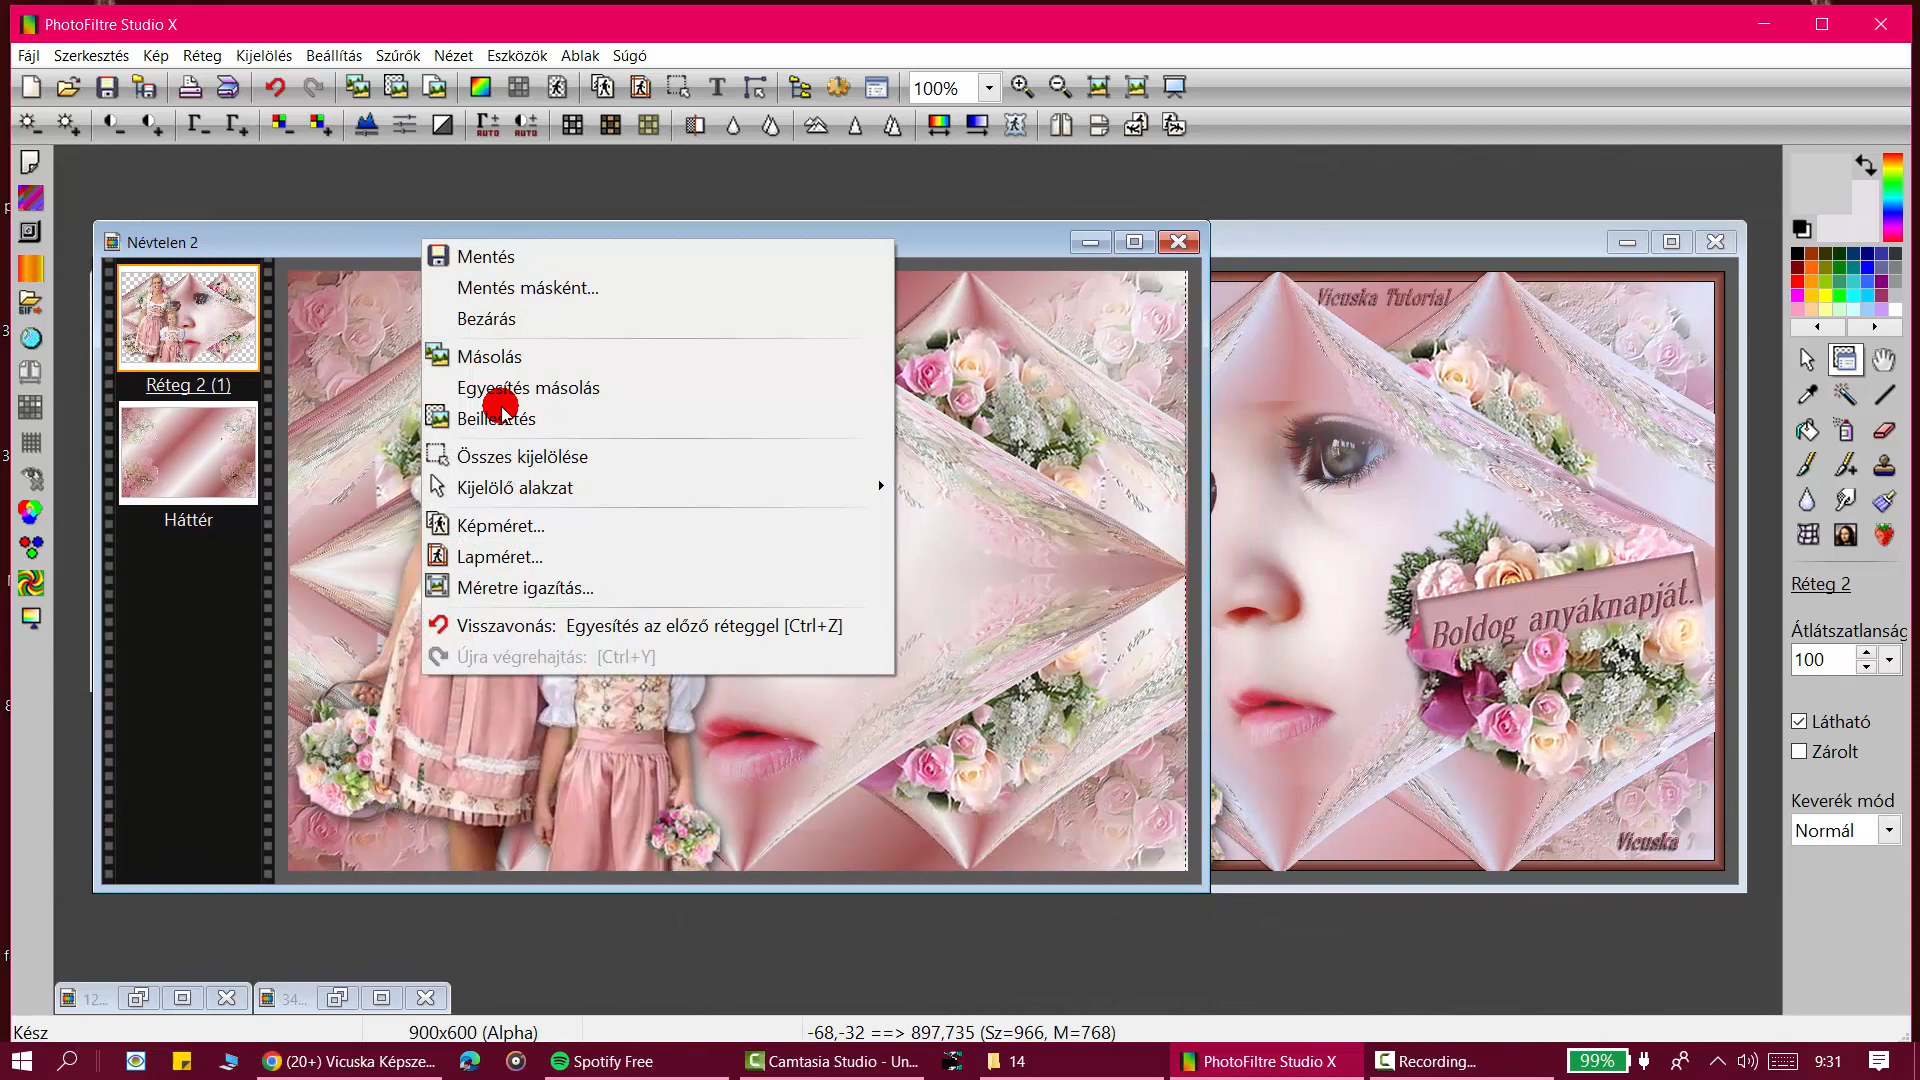 PhotoFiltre Studio X
Fájl Szerkesztés Kép Réteg Kijelölés Beállítás Szűrők Nézet Eszközök Ablak Súgó
100%
AUTO AUTO
Névtelen 2
Mentés
Mentés másként...
Bezárás
Másolás
Egyesítés másolás
Beillesztés
Összes kijelölése
Kijelölő alakzat
Képméret...
Lapméret...
Méretre igazítás...
Visszavonás: Egyesítés az előző réteggel [Ctrl+Z]
Újra végrehajtás: [Ctrl+Y]
Réteg 2 (1)
Háttér
Vicuska Tutorial
Boldog anyáknapját.
Vicuska
Réteg 2
Átlátszatlanság
100
Látható
Zárolt
Keverék mód
Normál
12... 34...
Kész
900x600 (Alpha)
-68,-32 ==> 897,735 (Sz=966, M=768)
(20+) Vicuska Képsze...
Spotify Free
Camtasia Studio - Un...
14
PhotoFiltre Studio X
Recording...
99%
9:31